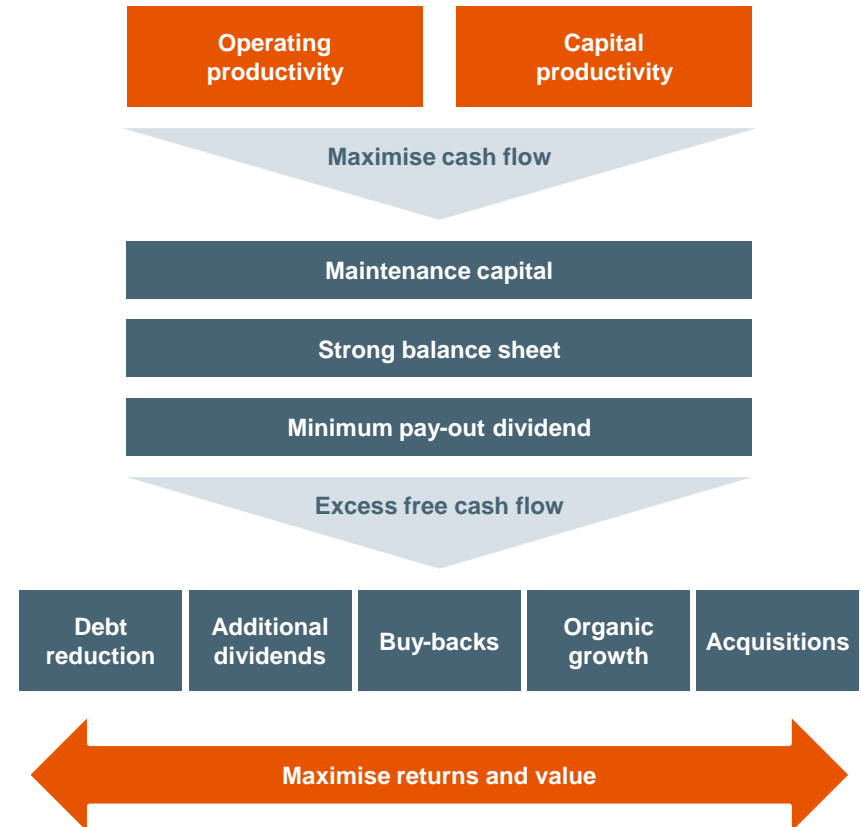 Operating
productivity
Capital
productivity
Maximise cash flow
Maintenance capital
Strong balance sheet
Minimum pay-out dividend
Excess free cash flow
Debt
reduction
Additional
dividends
Buy-backs
Organic
growth
Acquisitions
Maximise returns and value